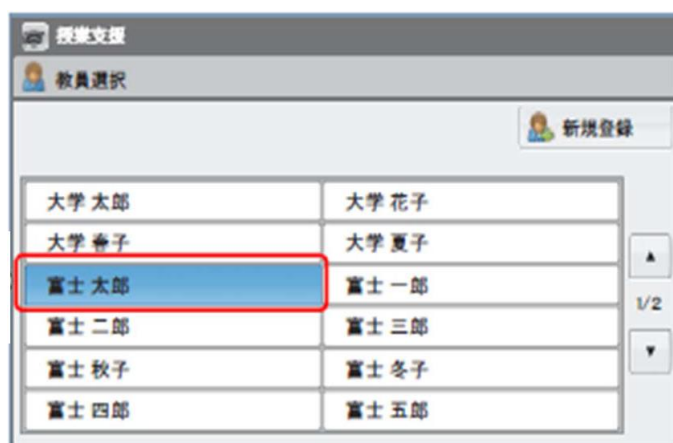 授業支援
教員選択
新規登録
大学 太郎 大学 花子
大学 春子 大学 夏子
▲
富士 太郎 富士 一郎
1/2
富士 二郎 富士 三郎
▼
富士 秋子 富士 冬子
富士 四郎 富士 五郎